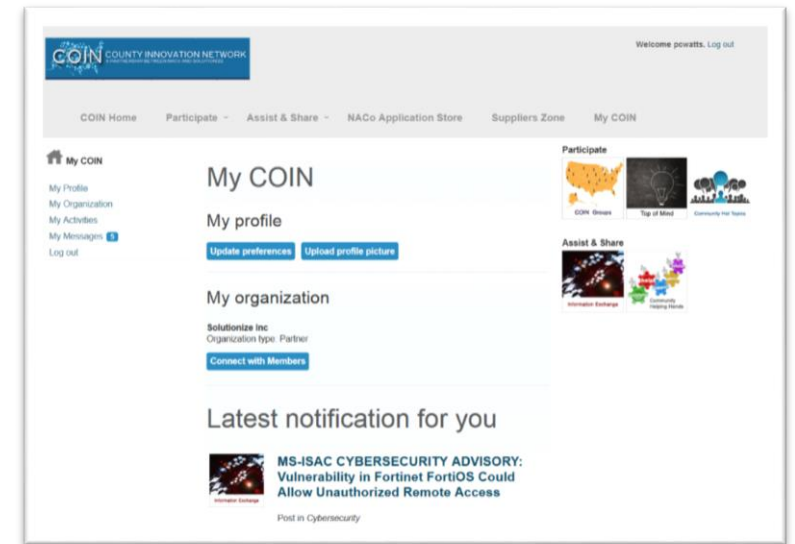 COIN COUNTY INNOVATION NETWORK
Welcome pcwatts. Log out
COIN Home Participate Assist & Share NACo Application Store Suppliers Zone My COIN
My COIN
My Profile
My Organization
My Activities
My Messages 5
Log out
My COIN
My profile
Update preferences Upload profile picture
My organization
Solutionize Inc
Organization type: Partner
Connect with Members
Latest notification for you
Information Exchange
MS-ISAC CYBERSECURITY ADVISORY:
Vulnerability in Fortinet FortiOS Could
Allow Unauthorized Remote Access
Post in Cybersecurity
Participate
COIN Groups Top of Mind Community Hot Topics
Assist & Share
Information Exchange Community
Helping Hands